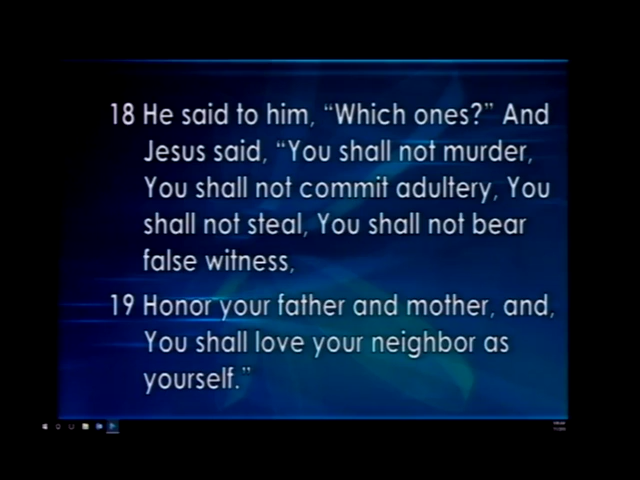 18 He said to him, “Which ones?” And
Jesus said, “You shall not murder,
You shall not commit adultery, You
shall not steal, You shall not bear
false witness,
19 Honor your father and mother, and,
You shall love your neighbor as
yourself.”